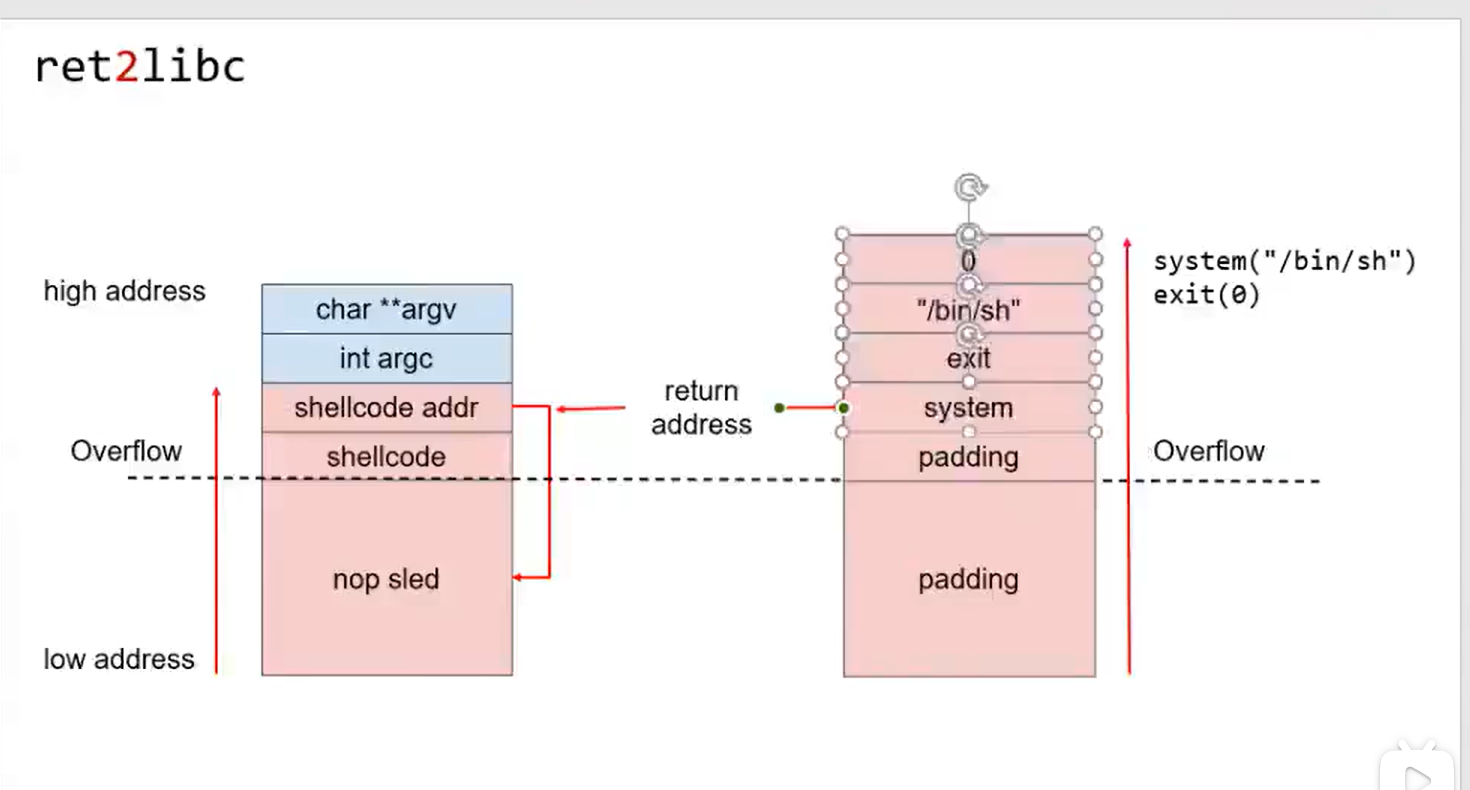 ret2libc
high address
char **argv
int argc
shellcode addr
shellcode
nop sled
Overflow
low address
return
address
0
"/bin/sh"
exit
system
padding
padding
system("/bin/sh")
exit(0)
Overflow